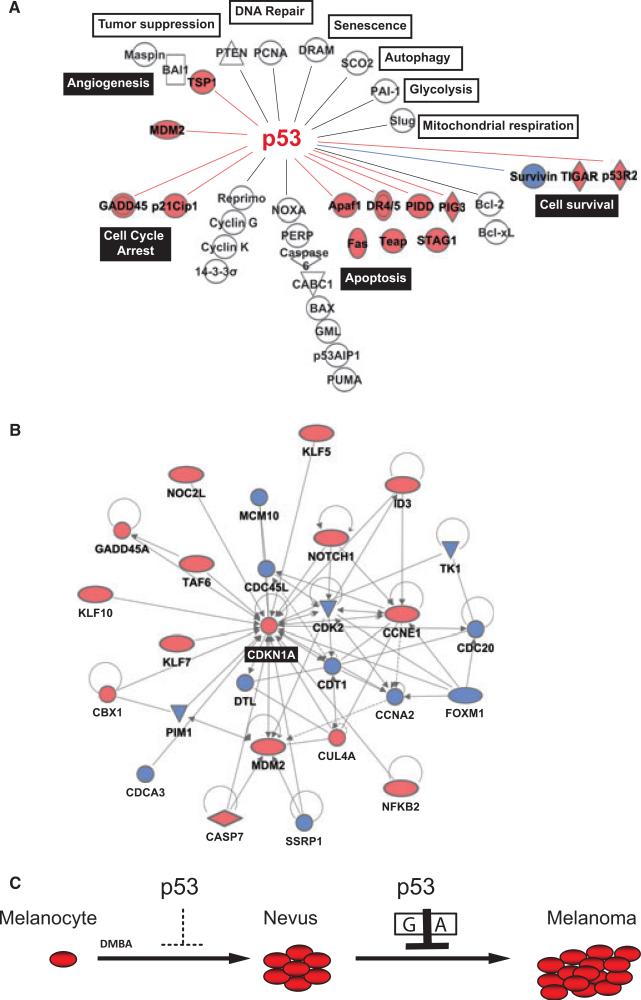 A
DNA Repair
Tumor suppression
Senescence
Maspin
BAI1
PTEN
PCNA
DRAM
SCO2
Autophagy
Angiogenesis
TSP1
PAI-1
Glycolysis
MDM2
p53
Slug
Mitochondrial respiration
Survivin TIGAR p53R2
GADD45 p21Cip1
Reprimo
NOXA
Apaf1
DR4/5
PIDD
PIG3
Bcl-2
Cell survival
Cell Cycle
Arrest
Cyclin G
PERP
Fas
Teap
STAG1
Bcl-xL
Cyclin K
Caspase
6
14-3-3σ
CABC1
Apoptosis
BAX
GML
p53AIP1
PUMA
B
KLF5
NOC2L
MCM10
ID3
GADD45A
NOTCH1
TK1
TAF6
CDC45L
KLF10
CDK2
CCNE1
CDC20
KLF7
CDKN1A
CDT1
CBX1
DTL
CCNA2
FOXM1
PIM1
MDM2
CUL4A
CDCA3
NFKB2
CASP7
SSRP1
C
p53
p53
Melanocyte
Nevus
G A
Melanoma
DMBA